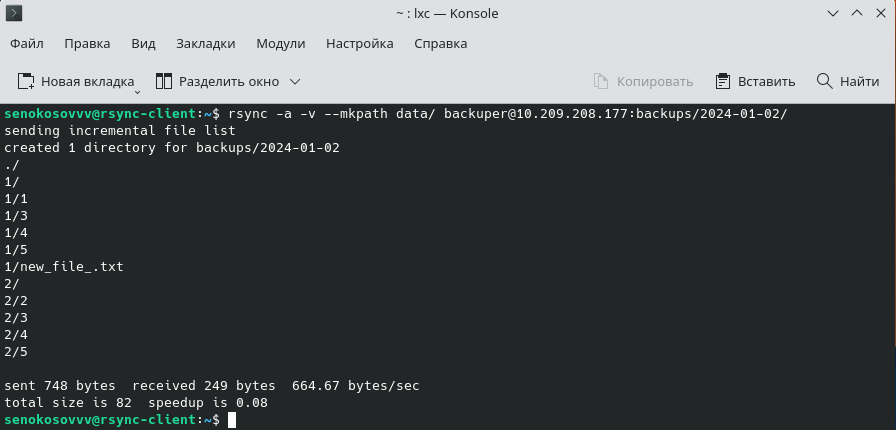 ~ : lxc — Konsole
Файл Правка Вид Закладки Модули Настройка Справка
Новая вкладка Разделить окно Копировать Вставить Найти
senokosovvv@rsync-client:~$ rsync -a -v --mkpath data/ backuper@10.209.208.177:backups/2024-01-02/
sending incremental file list
created 1 directory for backups/2024-01-02
./
1/
1/1
1/3
1/4
1/5
1/new_file_.txt
2/
2/2
2/3
2/4
2/5
sent 748 bytes  received 249 bytes  664.67 bytes/sec
total size is 82  speedup is 0.08
senokosovvv@rsync-client:~$